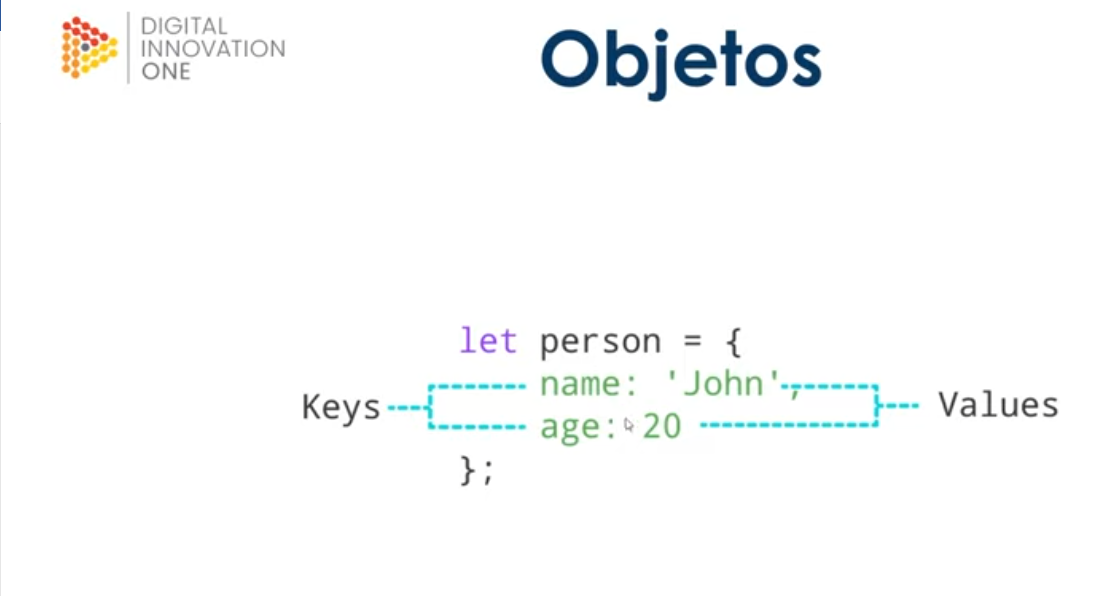 DIGITAL
INNOVATION
ONE
Objetos
let person = {
name: 'John',
age: 20
};
Keys
Values